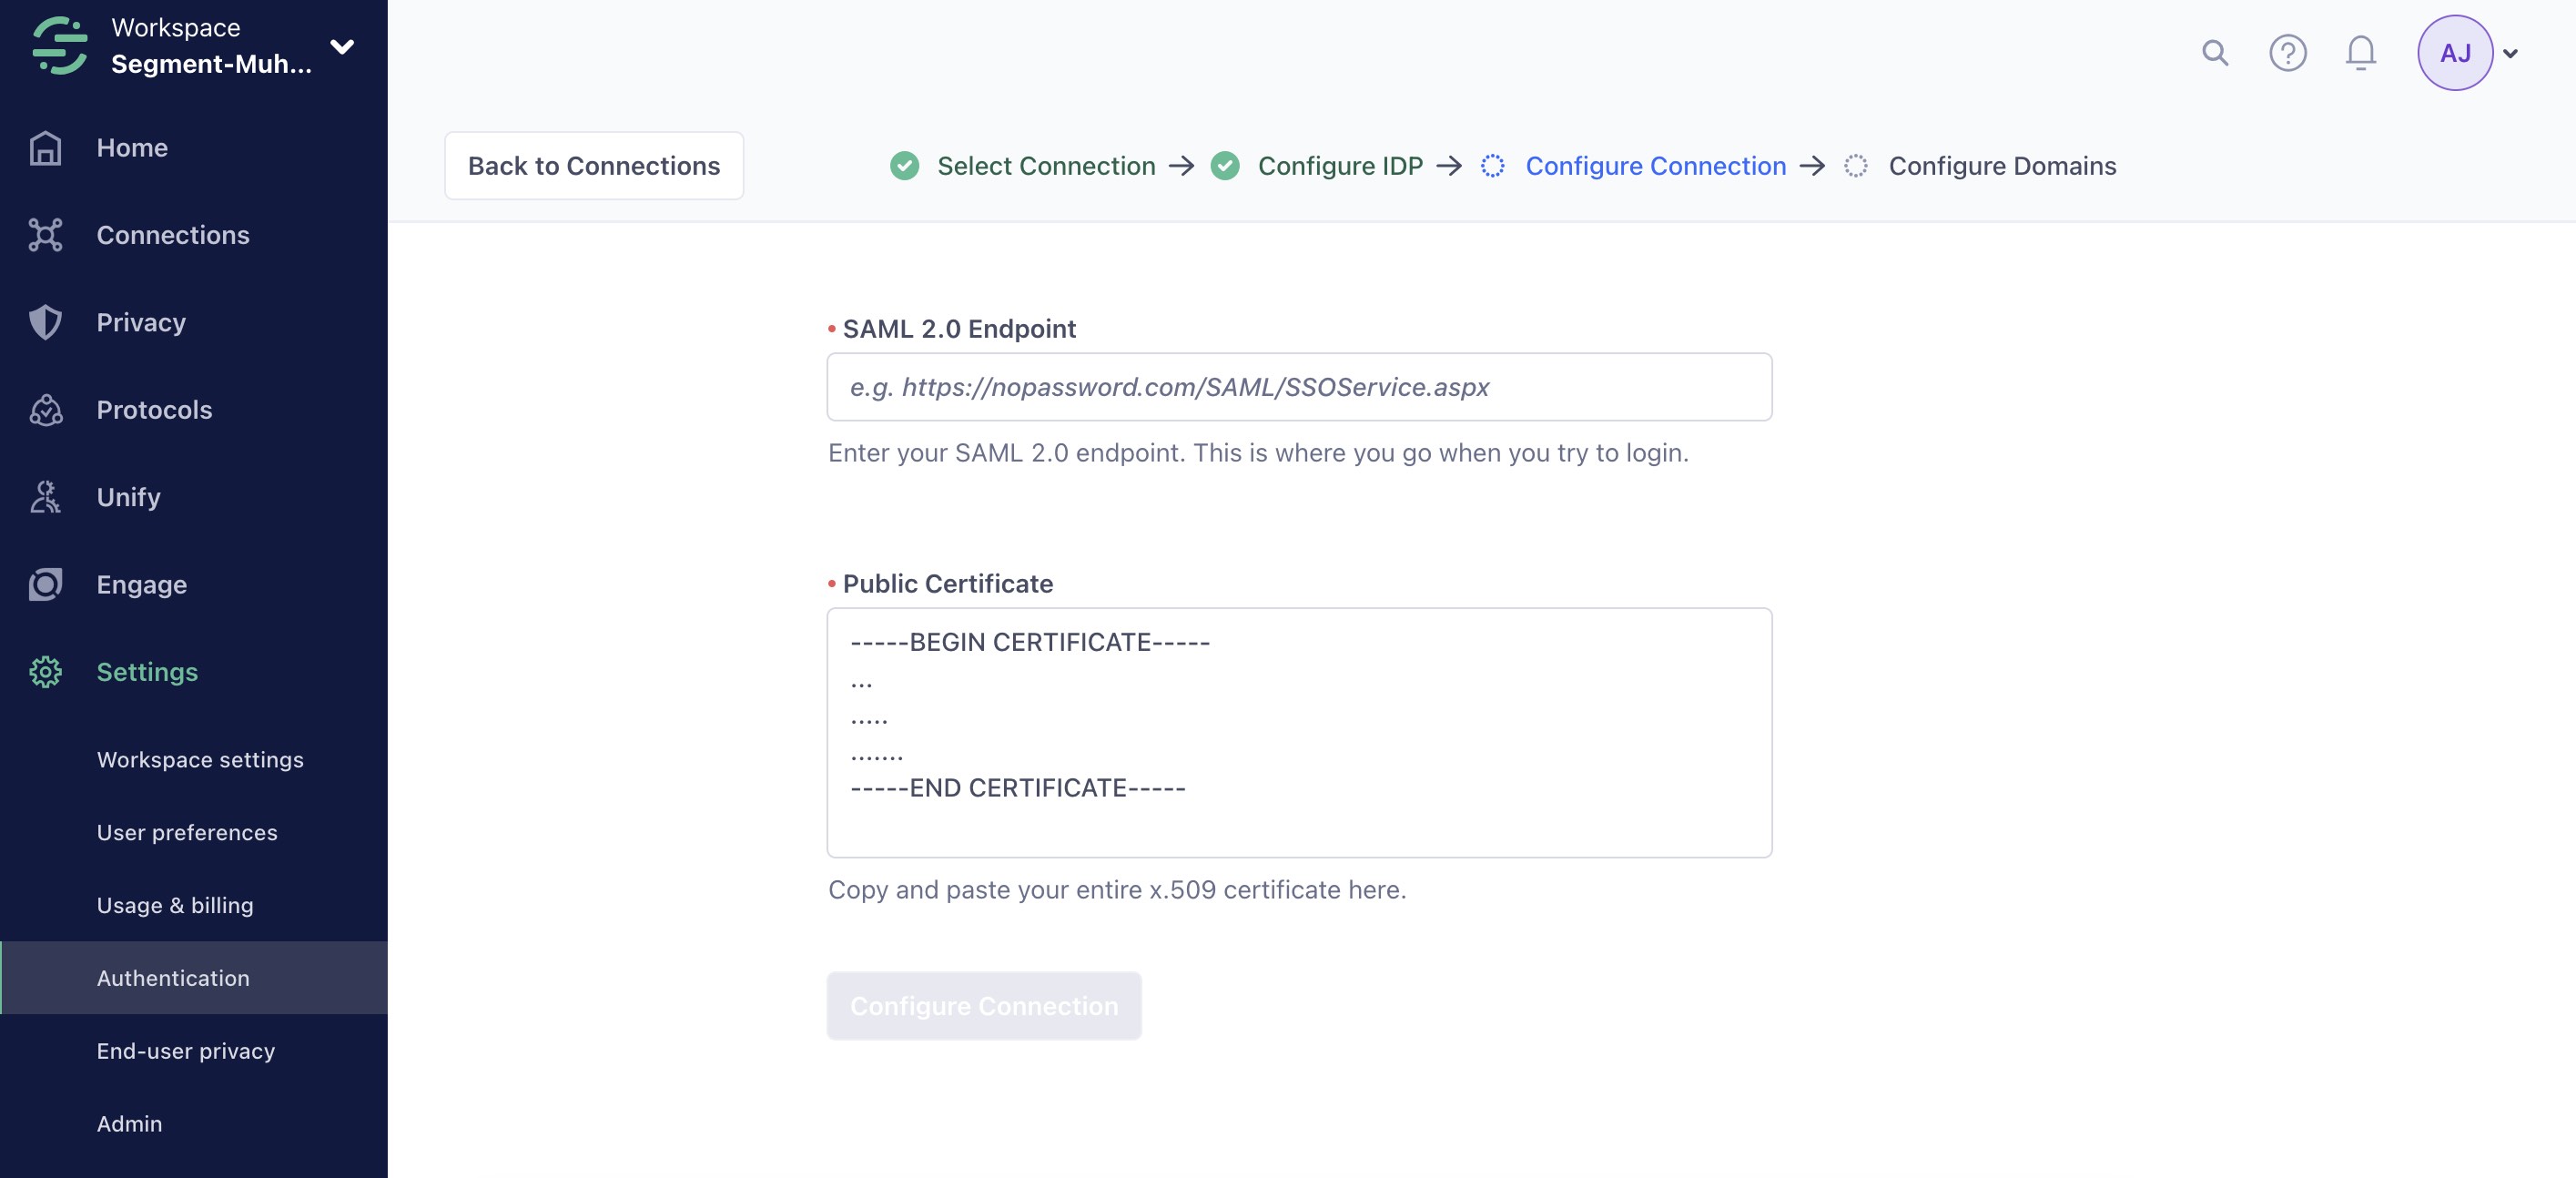 Workspace
Segment-Muh...
Home
Connections
Privacy
Protocols
Unify
Engage
Settings
Workspace settings
User preferences
Usage & billing
Authentication
End-user privacy
Admin
AJ
Back to Connections
Select Connection → Configure IDP → Configure Connection → Configure Domains
• SAML 2.0 Endpoint
e.g. https://nopassword.com/SAML/SSOService.aspx
Enter your SAML 2.0 endpoint. This is where you go when you try to login.
• Public Certificate
-----BEGIN CERTIFICATE-----
...
.....
.......
-----END CERTIFICATE-----
Copy and paste your entire x.509 certificate here.
Configure Connection